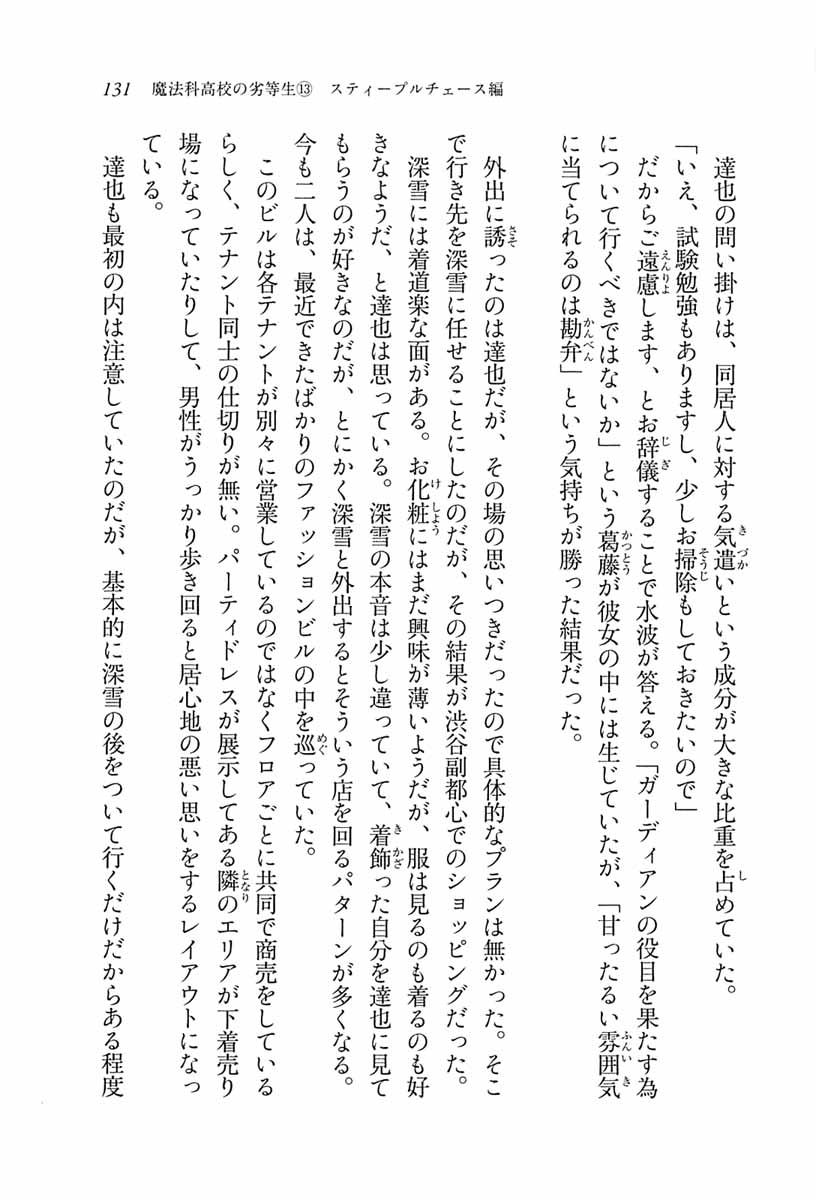 131　魔法科高校の劣等生⑬　スティープルチェース編
　達也の問い掛けは、同居人に対する気遣いという成分が大きな比重を占めていた。
「いえ、試験勉強もありますし、少しお掃除もしておきたいので」
　だからご遠慮します、とお辞儀することで水波が答える。「ガーディアンの役目を果たす為
について行くべきではないか」という葛藤が彼女の中には生じていたが、「甘ったるい雰囲気
に当てられるのは勘弁」という気持ちが勝った結果だった。
　外出に誘ったのは達也だが、その場の思いつきだったので具体的なプランは無かった。そこ
で行き先を深雪に任せることにしたのだが、その結果が渋谷副都心でのショッピングだった。
　深雪には着道楽な面がある。お化粧にはまだ興味が薄いようだが、服は見るのも着るのも好
きなようだ、と達也は思っている。深雪の本音は少し違っていて、着飾った自分を達也に見て
もらうのが好きなのだが、とにかく深雪と外出するとそういう店を回るパターンが多くなる。
今も二人は、最近できたばかりのファッションビルの中を巡っていた。
　このビルは各テナントが別々に営業しているのではなくフロアごとに共同で商売をしている
らしく、テナント同士の仕切りが無い。パーティドレスが展示してある隣のエリアが下着売り
場になっていたりして、男性がうっかり歩き回ると居心地の悪い思いをするレイアウトになっ
ている。
　達也も最初の内は注意していたのだが、基本的に深雪の後をついて行くだけだからある程度